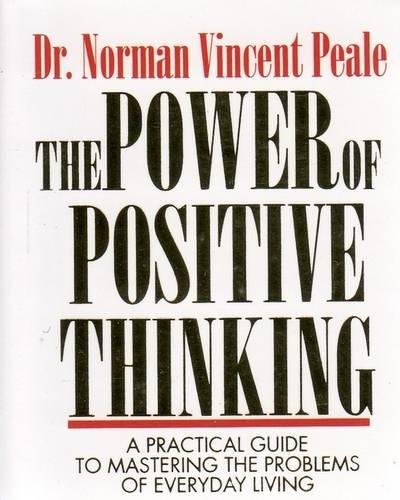 Dr. Norman Vincent Peale
THE POWER OF
POSITIVE
THINKING
A PRACTICAL GUIDE
TO MASTERING THE PROBLEMS
OF EVERYDAY LIVING